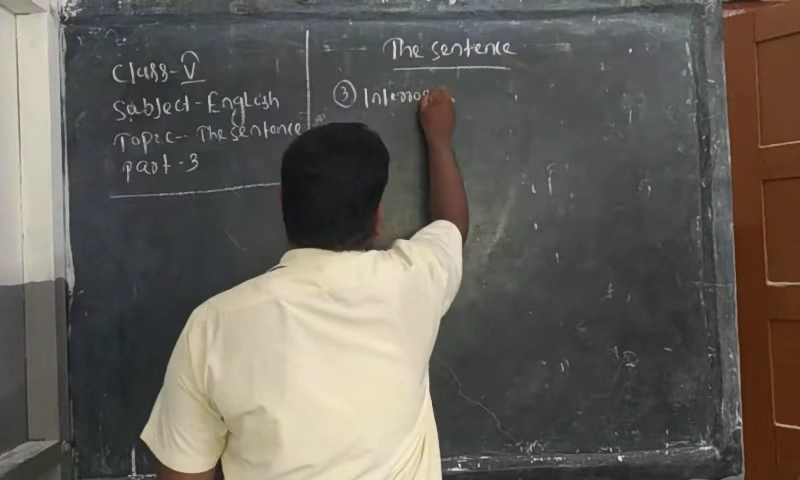 Class-V
Subject-English
Topic-The sentence
Part-3
The sentence
③ Interrog